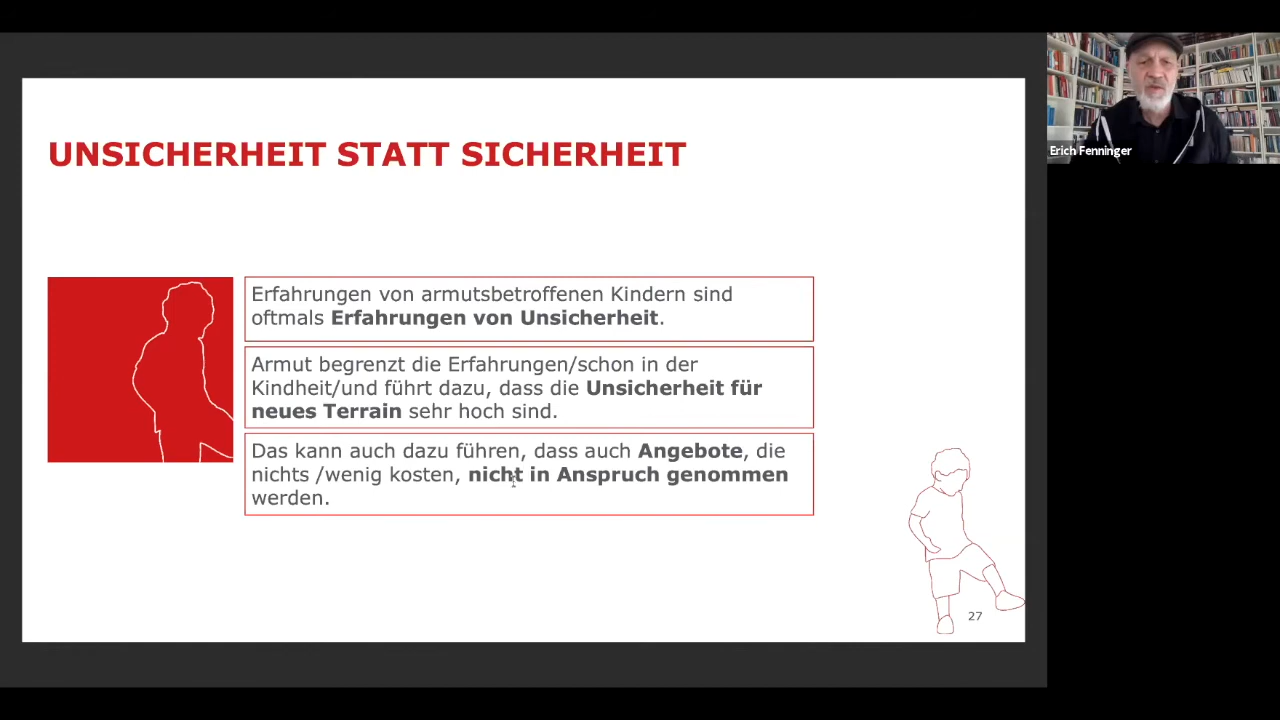 UNSICHERHEIT STATT SICHERHEIT
Erfahrungen von armutsbetroffenen Kindern sind
oftmals Erfahrungen von Unsicherheit.
Armut begrenzt die Erfahrungen/schon in der
Kindheit/und führt dazu, dass die Unsicherheit für
neues Terrain sehr hoch sind.
Das kann auch dazu führen, dass auch Angebote, die
nichts /wenig kosten, nicht in Anspruch genommen
werden.
27
Erich Fenninger